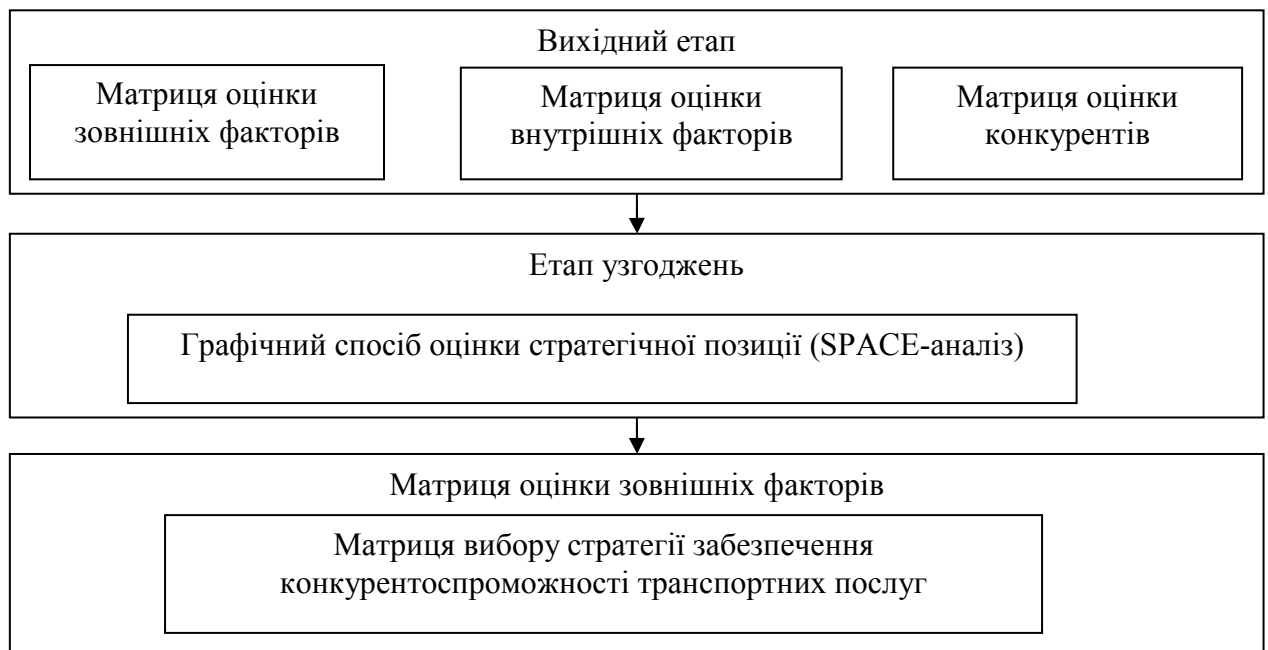 Вихідний етап
Матриця оцінки
зовнішніх факторів
Матриця оцінки
внутрішніх факторів
Матриця оцінки
конкурентів
Етап узгоджень
Графічний спосіб оцінки стратегічної позиції (SPACE-аналіз)
Матриця оцінки зовнішніх факторів
Матриця вибору стратегії забезпечення
конкурентоспроможності транспортних послуг